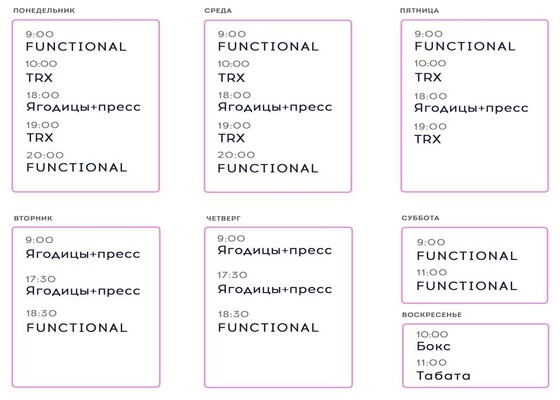 ПОНЕДЕЛЬНИК
9:00
FUNCTIONAL
10:00
TRX
18:00
Ягодицы+пресс
19:00
TRX
20:00
FUNCTIONAL
СРЕДА
9:00
FUNCTIONAL
10:00
TRX
18:00
Ягодицы+пресс
19:00
TRX
20:00
FUNCTIONAL
ПЯТНИЦА
9:00
FUNCTIONAL
10:00
TRX
18:00
Ягодицы+пресс
19:00
TRX
ВТОРНИК
9:00
Ягодицы+пресс
17:30
Ягодицы+пресс
18:30
FUNCTIONAL
ЧЕТВЕРГ
9:00
Ягодицы+пресс
17:30
Ягодицы+пресс
18:30
FUNCTIONAL
СУББОТА
9:00
FUNCTIONAL
11:00
FUNCTIONAL
ВОСКРЕСЕНЬЕ
10:00
Бокс
11:00
Табата